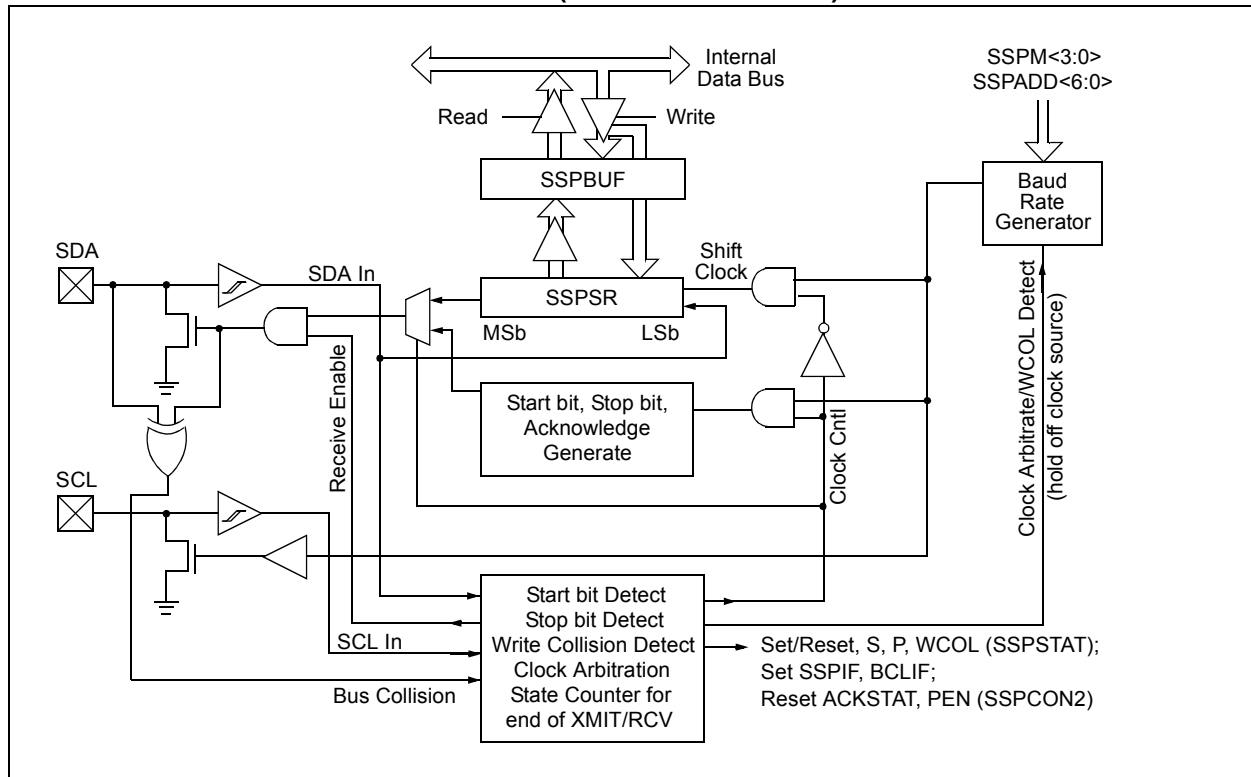 Internal
Data Bus
SSPM<3:0>
SSPADD<6:0>
Read
Write
SSPBUF
Baud
Rate
Generator
SDA
SDA In
Shift
Clock
SSPSR
MSb
LSb
Receive Enable
Start bit, Stop bit,
Acknowledge
Generate
Clock Cntl
Clock Arbitrate/WCOL Detect
(hold off clock source)
SCL
SCL In
Bus Collision
Start bit Detect
Stop bit Detect
Write Collision Detect
Clock Arbitration
State Counter for
end of XMIT/RCV
Set/Reset, S, P, WCOL (SSPSTAT);
Set SSPIF, BCLIF;
Reset ACKSTAT, PEN (SSPCON2)